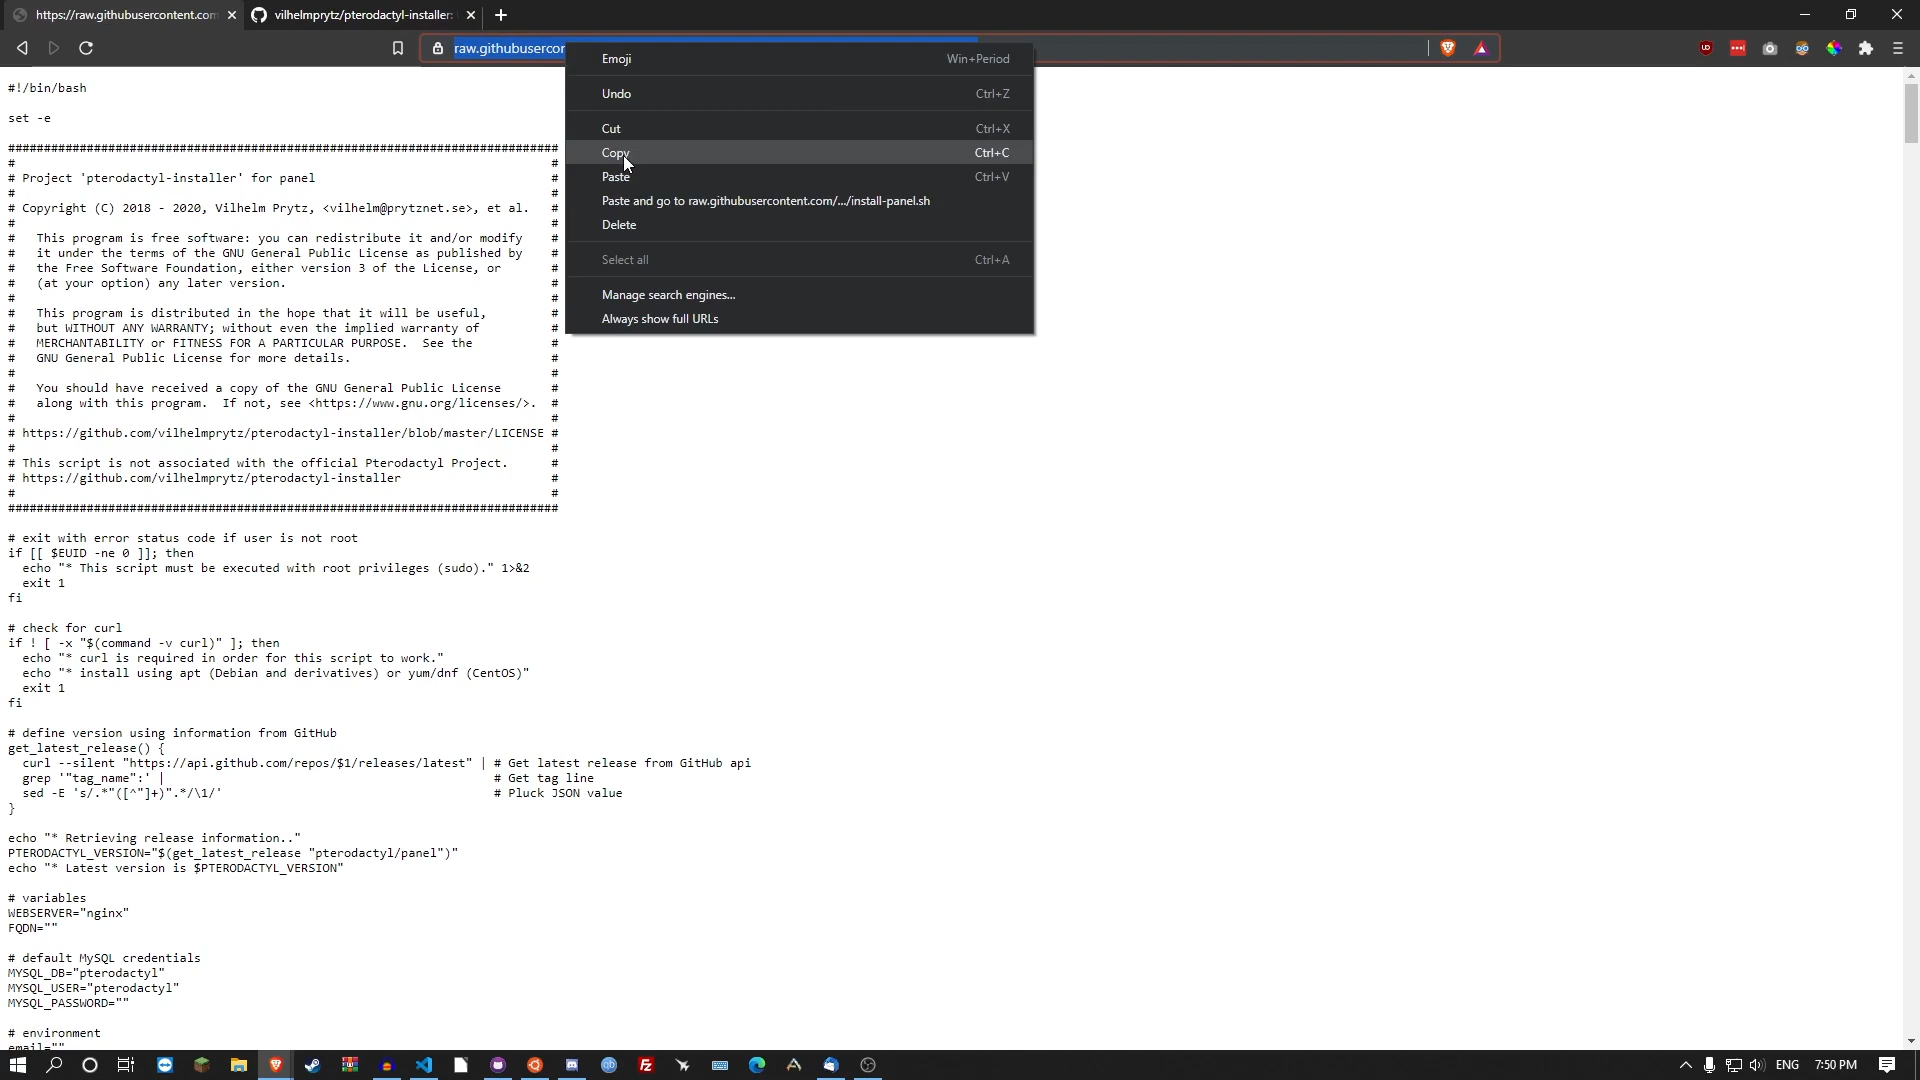 https://raw.githubusercontent.com
vilhelmprytz/pterodactyl-installer:
raw.githubusercor
Emoji Win+Period
Undo Ctrl+Z
Cut Ctrl+X
Copy Ctrl+C
Paste Ctrl+V
Paste and go to raw.githubusercontent.com/.../install-panel.sh
Delete
Select all Ctrl+A
Manage search engines...
Always show full URLs
#!/bin/bash
set -e
#############################################################################
# #
# Project 'pterodactyl-installer' for panel #
# #
# Copyright (C) 2018 - 2020, Vilhelm Prytz, <vilhelm@prytznet.se>, et al. #
# #
#   This program is free software: you can redistribute it and/or modify #
#   it under the terms of the GNU General Public License as published by #
#   the Free Software Foundation, either version 3 of the License, or #
#   (at your option) any later version. #
# #
#   This program is distributed in the hope that it will be useful, #
#   but WITHOUT ANY WARRANTY; without even the implied warranty of #
#   MERCHANTABILITY or FITNESS FOR A PARTICULAR PURPOSE.  See the #
#   GNU General Public License for more details. #
# #
#   You should have received a copy of the GNU General Public License #
#   along with this program.  If not, see <https://www.gnu.org/licenses/>. #
# #
# https://github.com/vilhelmprytz/pterodactyl-installer/blob/master/LICENSE #
# #
# This script is not associated with the official Pterodactyl Project. #
# https://github.com/vilhelmprytz/pterodactyl-installer #
# #
#############################################################################
# exit with error status code if user is not root
if [[ $EUID -ne 0 ]]; then
  echo "* This script must be executed with root privileges (sudo)." 1>&2
  exit 1
fi
# check for curl
if ! [ -x "$(command -v curl)" ]; then
  echo "* curl is required in order for this script to work."
  echo "* install using apt (Debian and derivatives) or yum/dnf (CentOS)"
  exit 1
fi
# define version using information from GitHub
get_latest_release() {
  curl --silent "https://api.github.com/repos/$1/releases/latest" | # Get latest release from GitHub api
  grep '"tag_name":' | # Get tag line
  sed -E 's/.*"([^"]+)".*/\1/' # Pluck JSON value
}
echo "* Retrieving release information.."
PTERODACTYL_VERSION="$(get_latest_release "pterodactyl/panel")"
echo "* Latest version is $PTERODACTYL_VERSION"
# variables
WEBSERVER="nginx"
FQDN=""
# default MySQL credentials
MYSQL_DB="pterodactyl"
MYSQL_USER="pterodactyl"
MYSQL_PASSWORD=""
# environment
email=""
ENG 7:50 PM